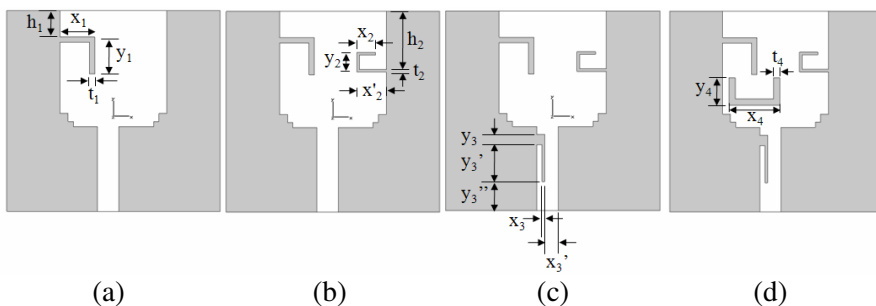 h₁
x₁
y₁
t₁
x₂
h₂
y₂
t₂
x'₂
y₃
y₃'
y₃''
x₃
x₃'
t₄
y₄
x₄
(a)
(b)
(c)
(d)